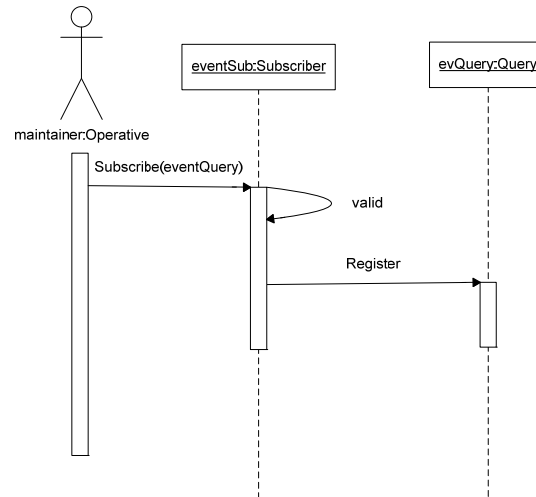 eventSub:Subscriber
evQuery:Query
maintainer:Operative
Subscribe(eventQuery)
valid
Register